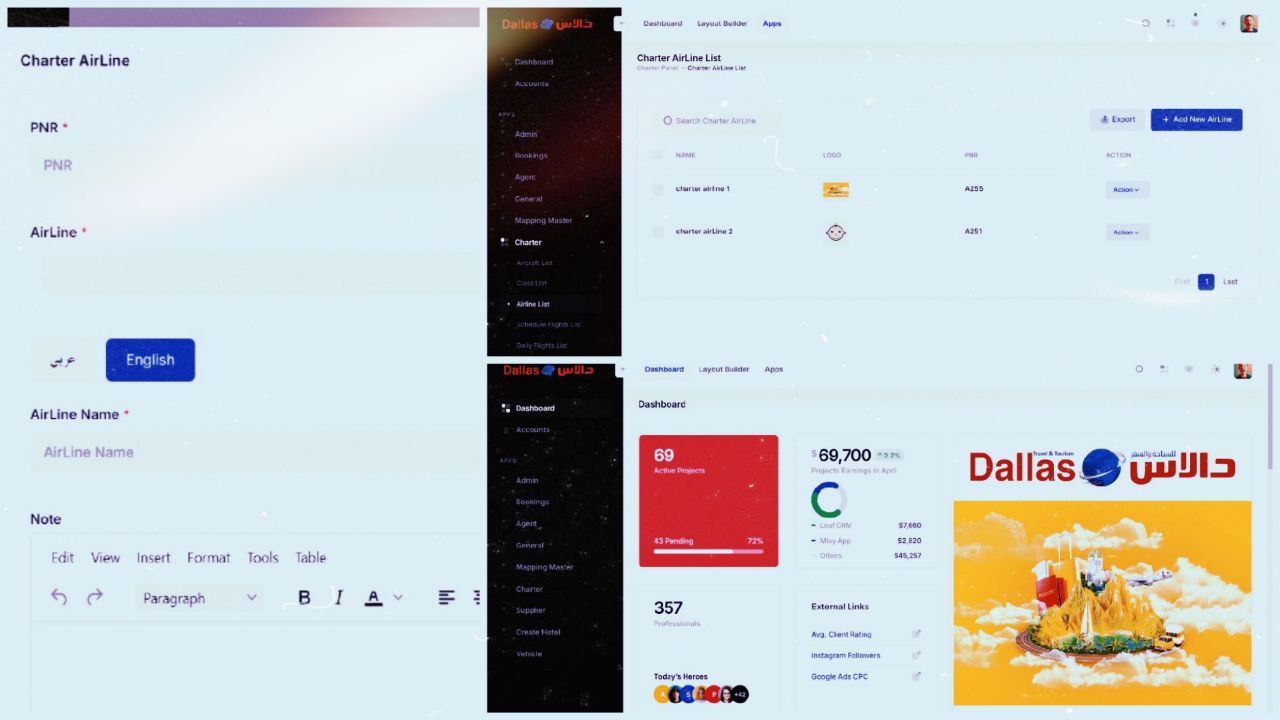 Charter AirLine
PNR *
PNR
AirLine *
عربي
English
AirLine Name *
AirLine Name
Note
Edit View Insert Format Tools Table
Paragraph
B I A
Dallas دالاس
Dashboard
Accounts
APPS
Admin
Bookings
Agent
General
Mapping Master
Charter
Aircraft List
Class List
Airline List
Schedule Flights List
Daily Flights List
Dashboard Layout Builder Apps
Charter AirLine List
Charter Panel - Charter AirLine List
Search Charter AirLine
Export
+ Add New AirLine
NAME LOGO PNR ACTION
charter airline 1 A255 Action
charter airLine 2 A251 Action
First 1 Last
Dallas دالاس
Dashboard
Accounts
APPS
Admin
Bookings
Agent
General
Mapping Master
Charter
Supplier
Create Hotel
Vehicle
Dashboard Layout Builder Apps
Dashboard
69
Active Projects
43 Pending 72%
$ 69,700 2.2%
Projects Earnings in April
Leaf CRM $7,660
Mivy App $2,820
Others $45,257
357
Professionals
Today's Heroes
A S P +42
External Links
Avg. Client Rating
Instagram Followers
Google Ads CPC
Travel & Tourism للسياحة والسفر
Dallas دالاس